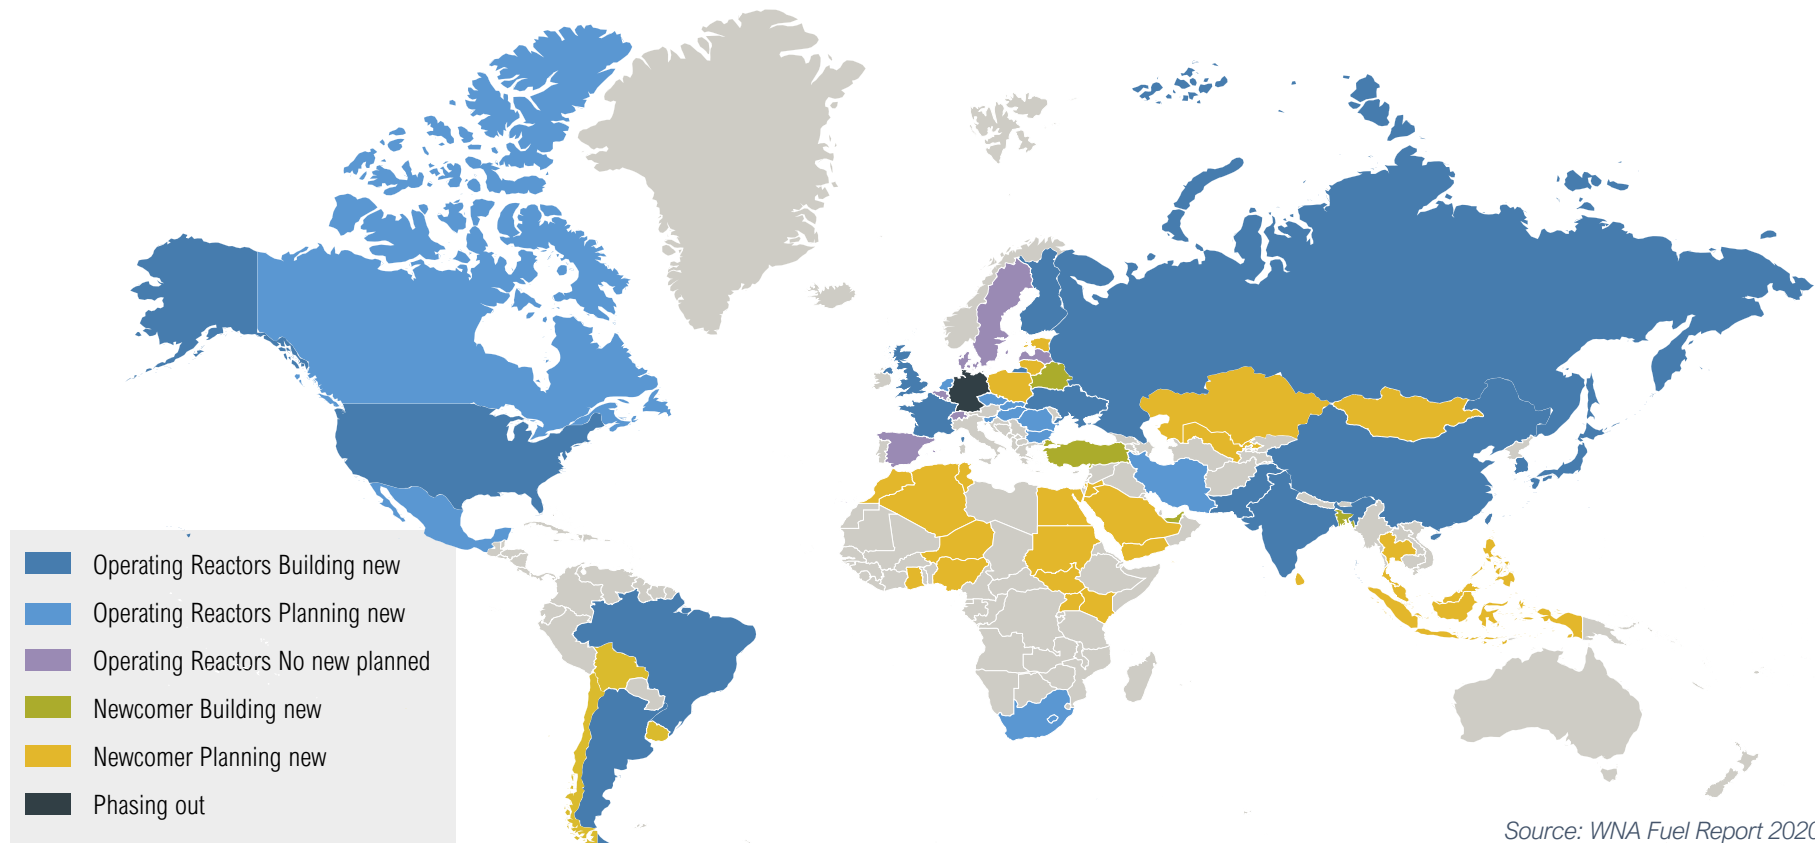 Operating Reactors Building new
Operating Reactors Planning new
Operating Reactors No new planned
Newcomer Building new
Newcomer Planning new
Phasing out
Source: WNA Fuel Report 2020